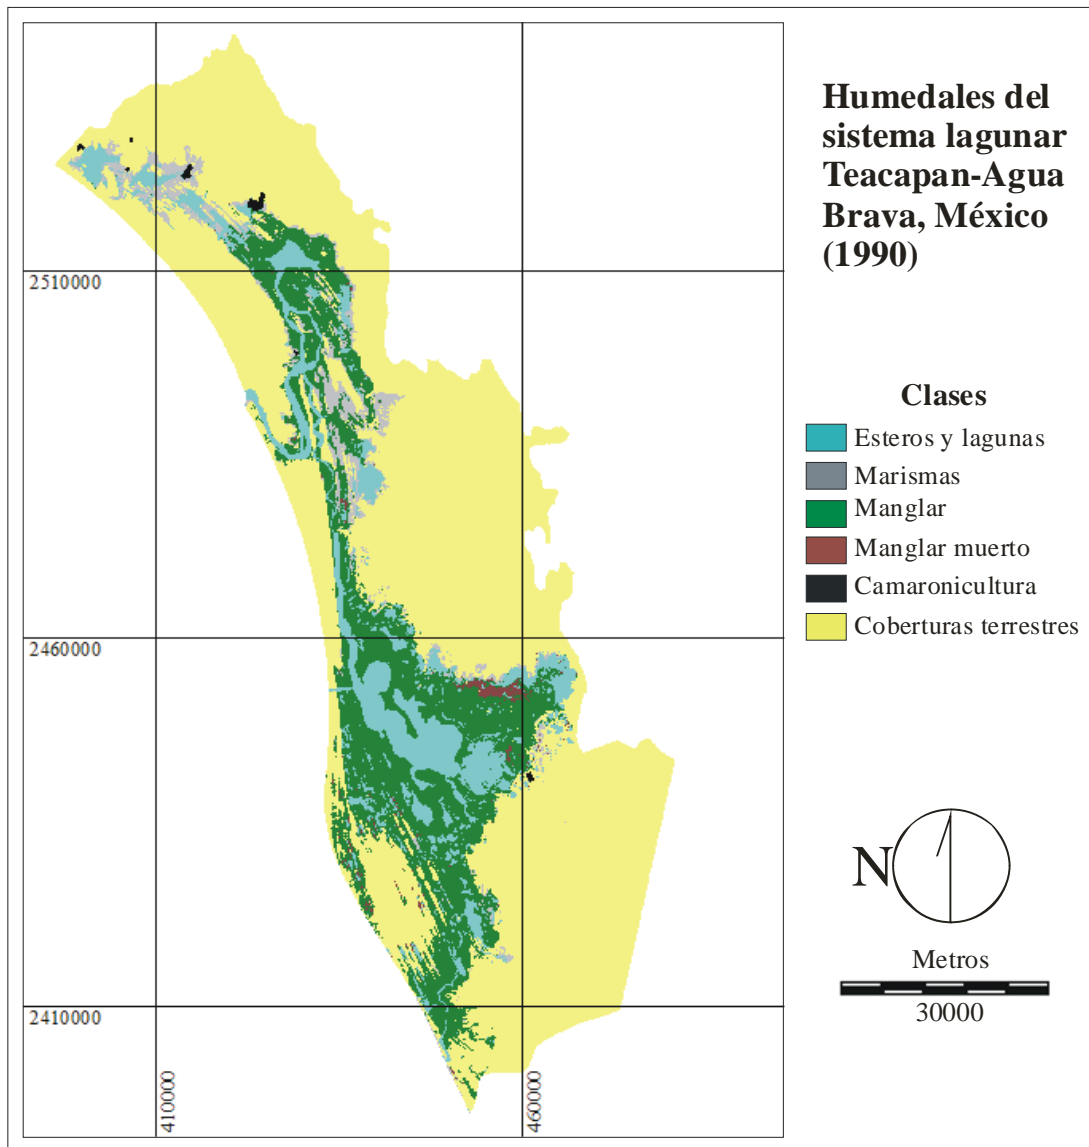 Humedales del
sistema lagunar
Teacapan-Agua
Brava, México
(1990)
2510000
Clases
Esteros y lagunas
Marismas
Manglar
Manglar muerto
Camaronicultura
Coberturas terrestres
2460000
N
Metros
30000
2410000
410000
460000